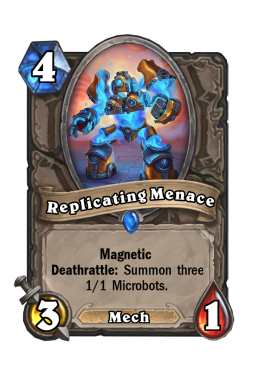 4
Replicating Menace
Magnetic
Deathrattle: Summon three
1/1 Microbots.
3
Mech
1